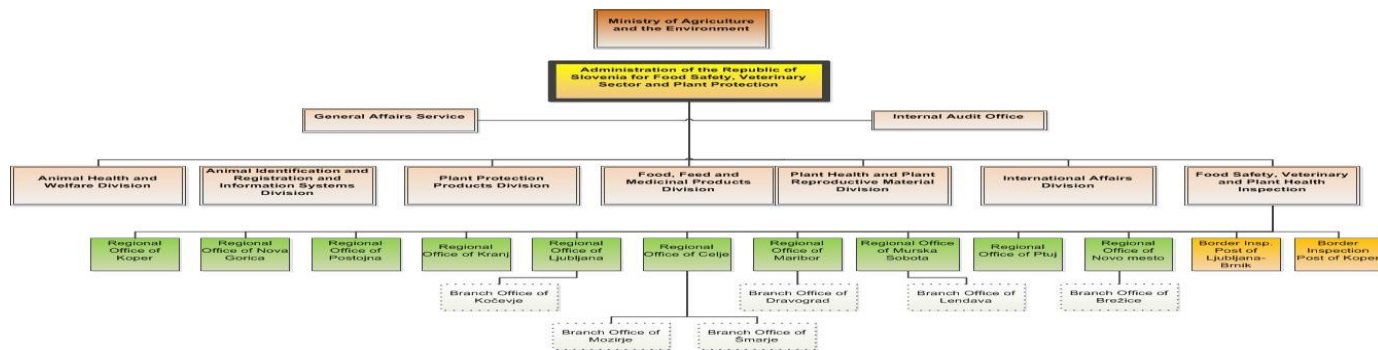 Ministry of Agriculture
and the Environment
Administration of the Republic of
Slovenia for Food Safety, Veterinary
Sector and Plant Protection
General Affairs Service
Internal Audit Office
Animal Health and
Welfare Division
Animal Identification and
Registration and
Information Systems
Division
Plant Protection
Products Division
Food, Feed and
Medicinal Products
Division
Plant Health and Plant
Reproductive Material
Division
International Affairs
Division
Food Safety, Veterinary
and Plant Health
Inspection
Regional
Office of
Koper
Regional
Office of Nova
Gorica
Regional
Office of
Postojna
Regional
Office of Kranj
Regional
Office of
Ljubljana
Regional
Office of Celje
Regional
Office of
Maribor
Regional Office
of Murska
Sobota
Regional
Office of Ptuj
Regional
Office of
Novo mesto
Border Insp.
Post of
Ljubljana-
Brnik
Border
Inspection
Post of Koper
Branch Office of
Kočevje
Branch Office of
Dravograd
Branch Office of
Lendava
Branch Office of
Brežice
Branch Office of
Mozirje
Branch Office of
Šmarje